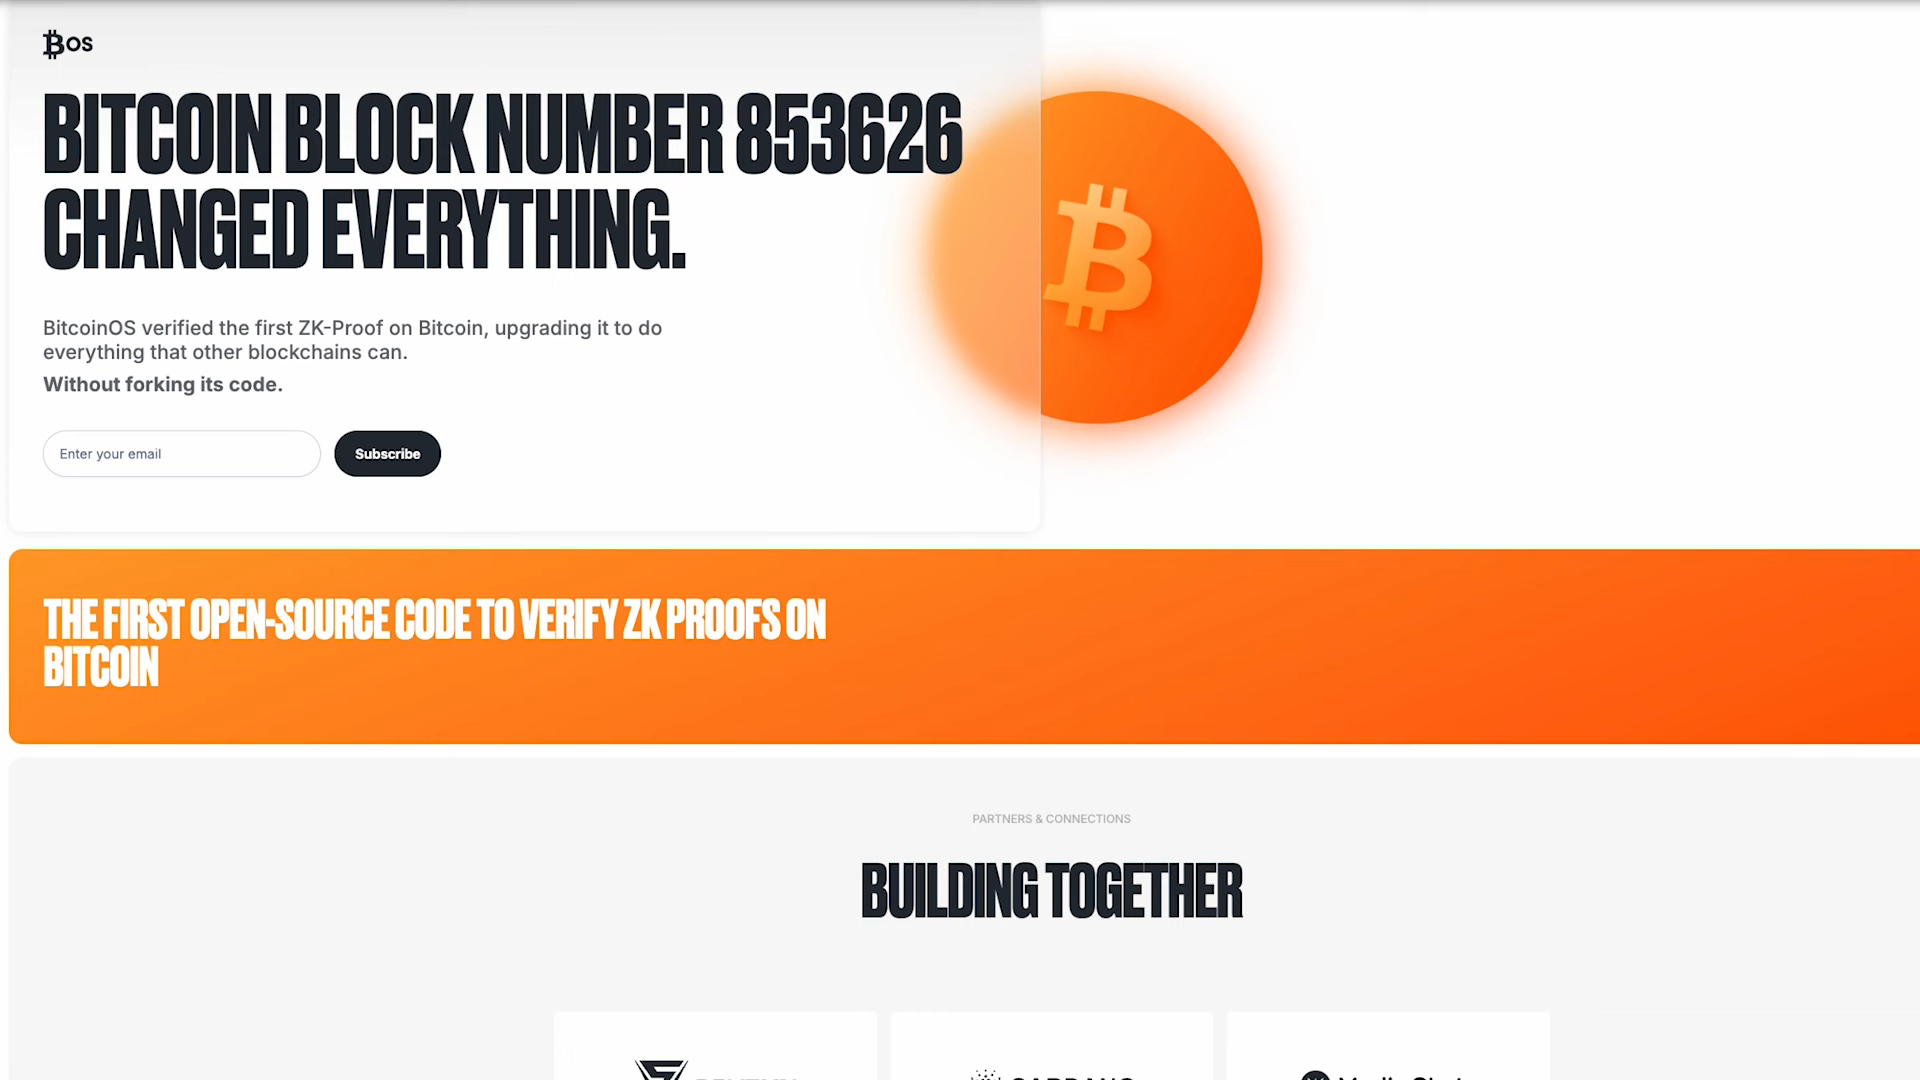 BOS
BITCOIN BLOCK NUMBER 853626
CHANGED EVERYTHING.
BitcoinOS verified the first ZK-Proof on Bitcoin, upgrading it to do
everything that other blockchains can.
Without forking its code.
Enter your email
Subscribe
THE FIRST OPEN-SOURCE CODE TO VERIFY ZK PROOFS ON
BITCOIN
PARTNERS & CONNECTIONS
BUILDING TOGETHER